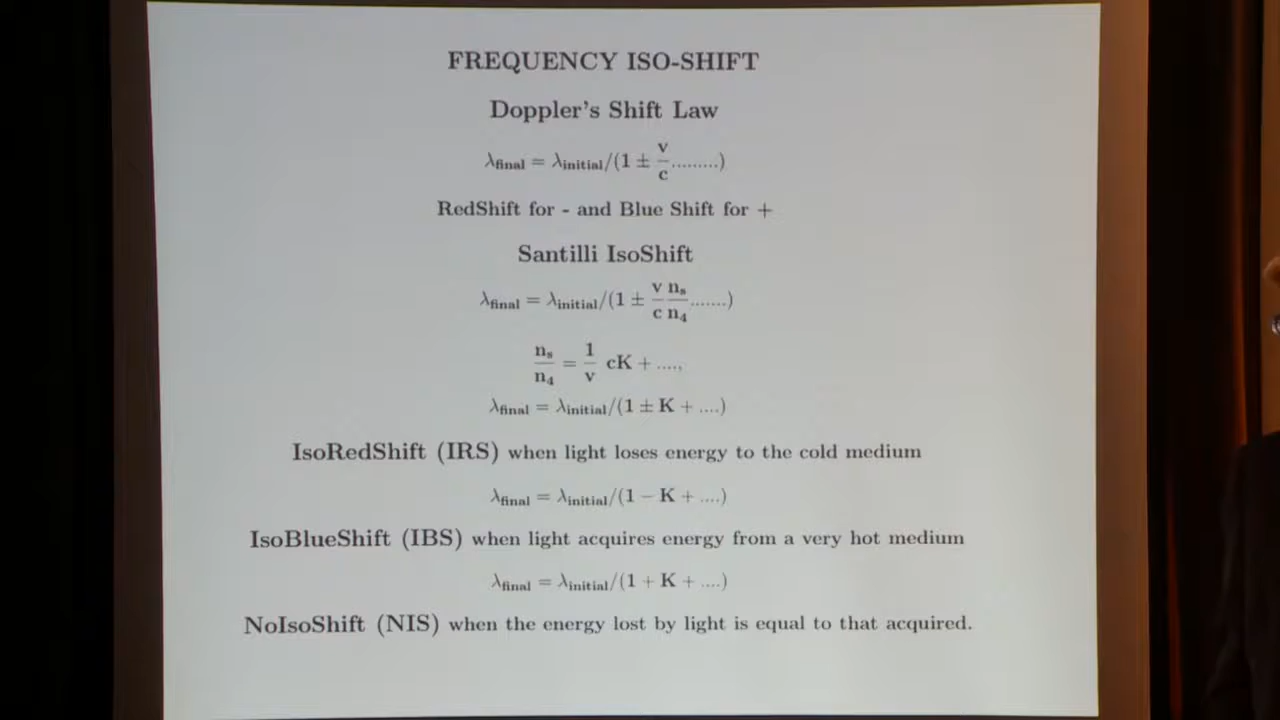 FREQUENCY ISO-SHIFT
Doppler's Shift Law
λfinal = λinitial/(1 ± v/c.........)
RedShift for - and Blue Shift for +
Santilli IsoShift
λfinal = λinitial/(1 ± v ns/c n4.......)
ns/n4 = 1/v cK + .....,
λfinal = λinitial/(1 ± K + ....)
IsoRedShift (IRS) when light loses energy to the cold medium
λfinal = λinitial/(1 − K + ....)
IsoBlueShift (IBS) when light acquires energy from a very hot medium
λfinal = λinitial/(1 + K + ....)
NoIsoShift (NIS) when the energy lost by light is equal to that acquired.